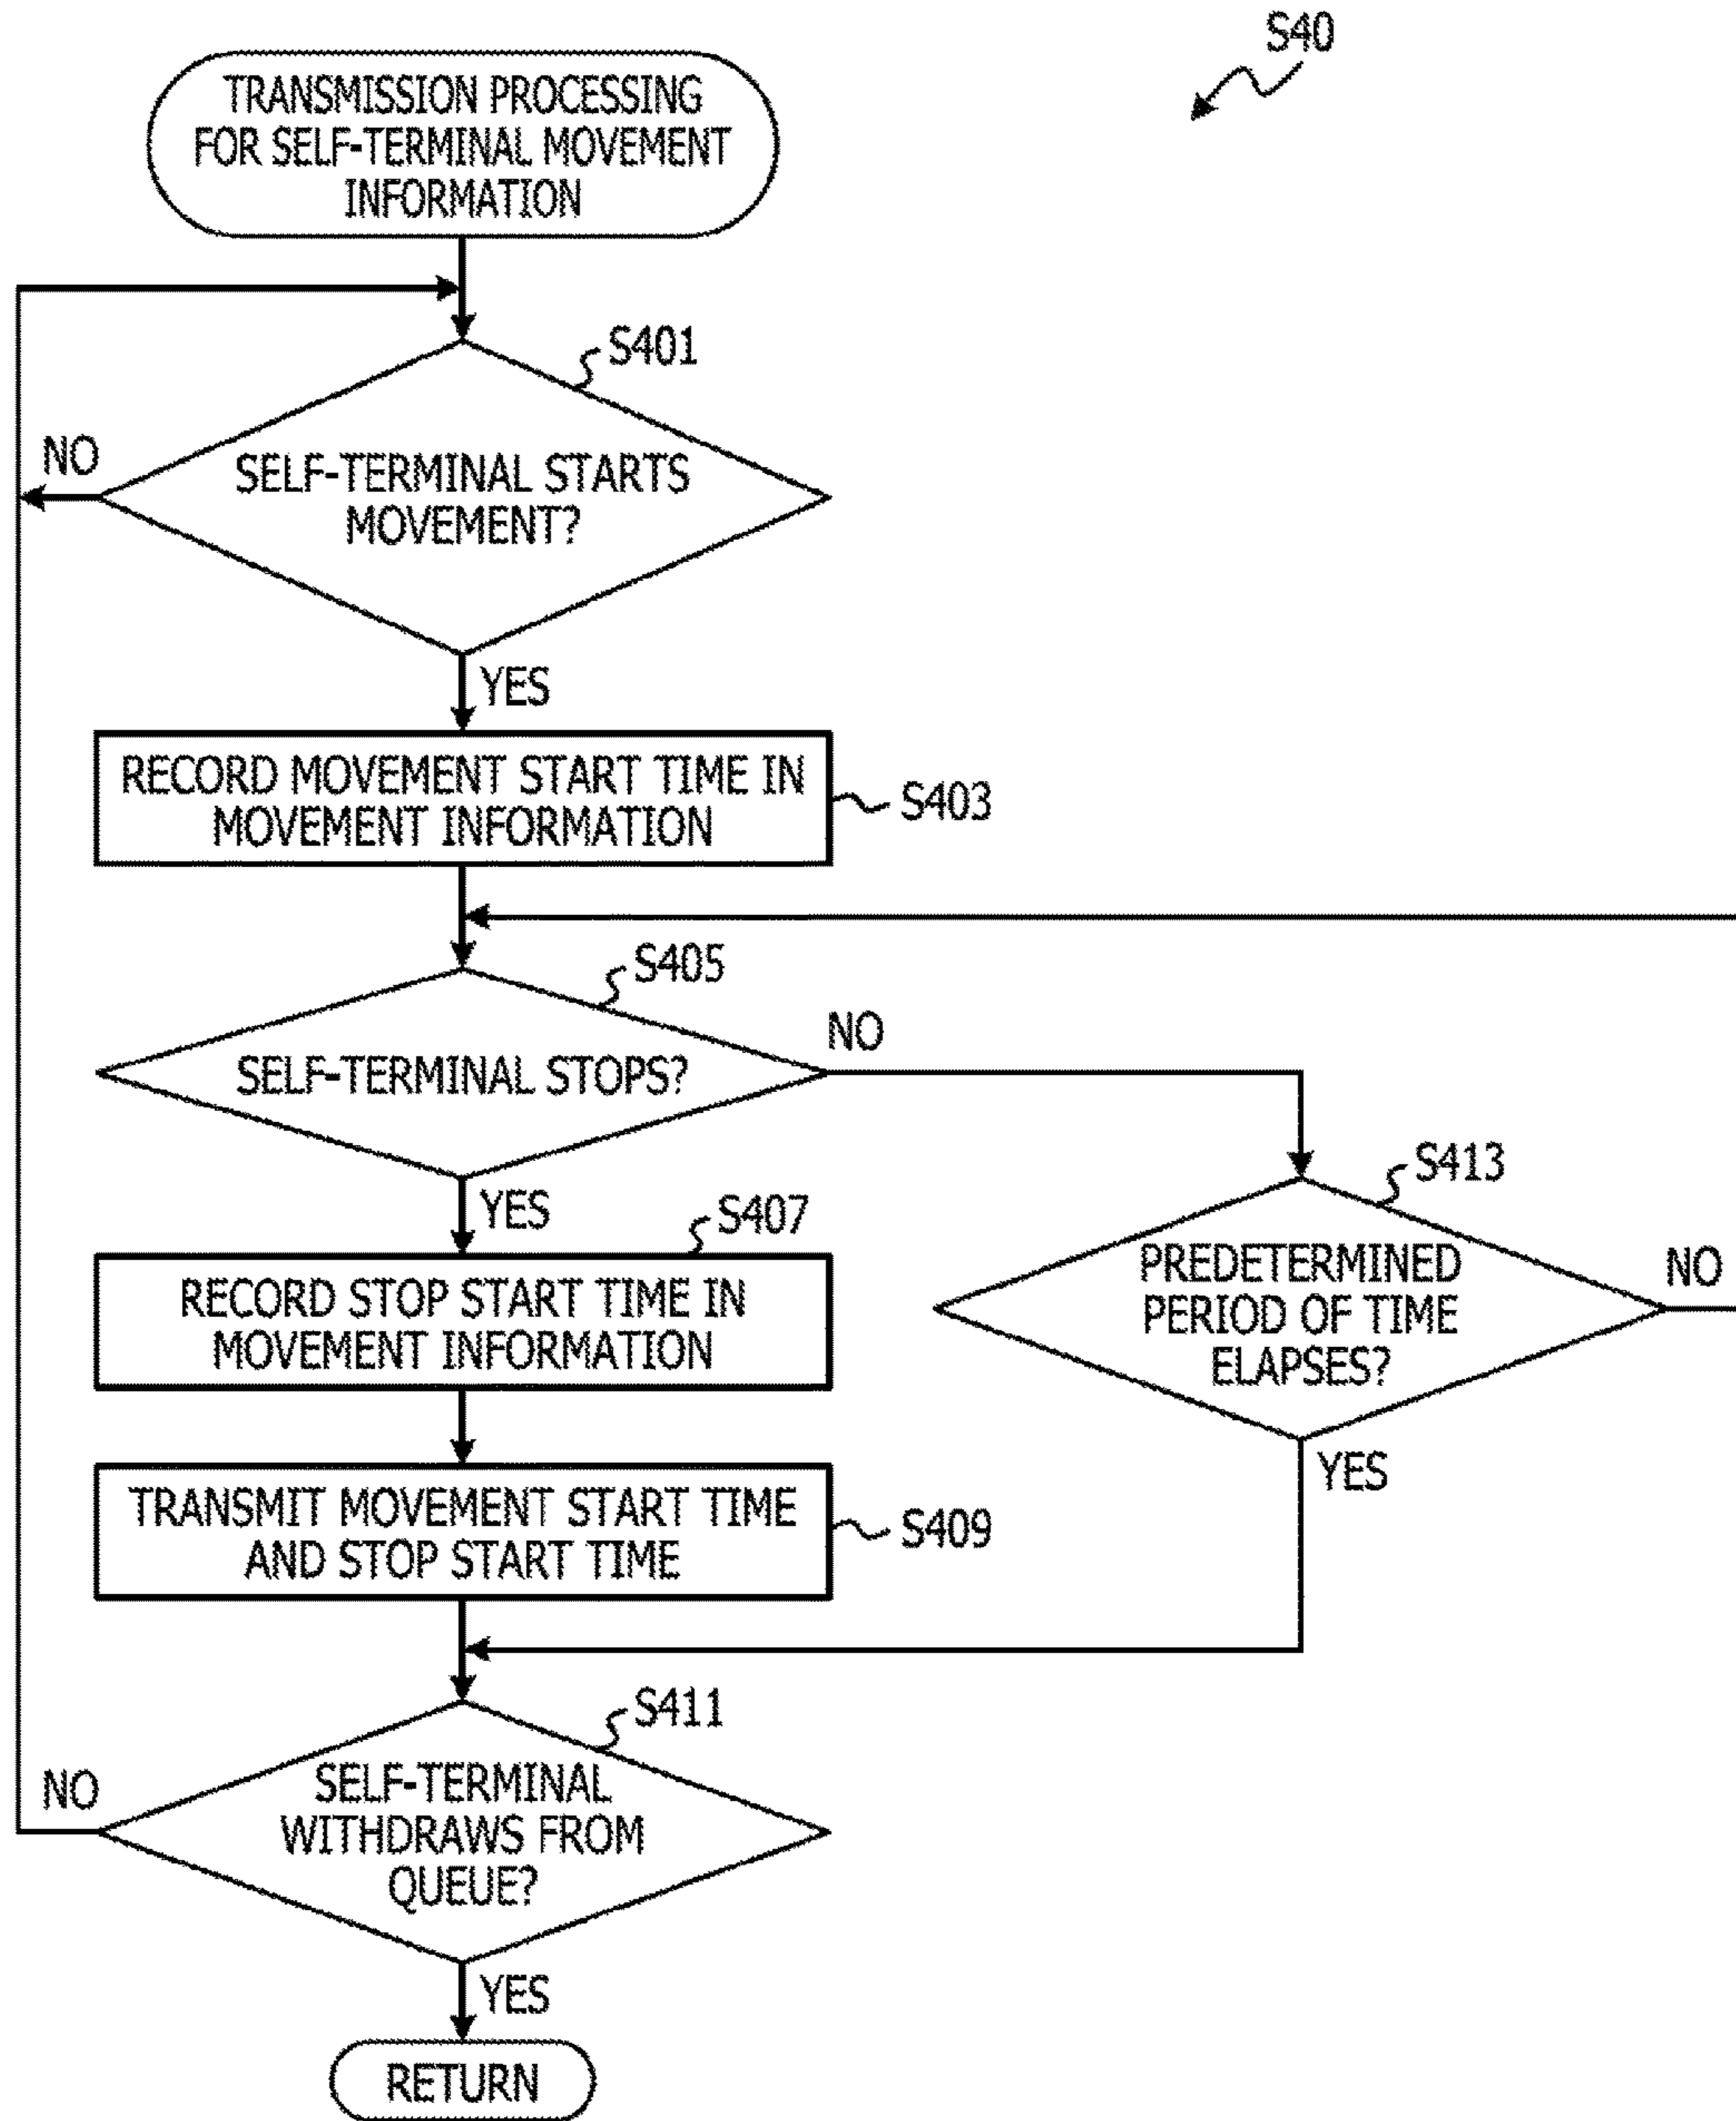 S40
TRANSMISSION PROCESSING
FOR SELF-TERMINAL MOVEMENT
INFORMATION
S401
NO
SELF-TERMINAL STARTS
MOVEMENT?
YES
RECORD MOVEMENT START TIME IN
MOVEMENT INFORMATION
S403
S405
NO
SELF-TERMINAL STOPS?
YES
S407
RECORD STOP START TIME IN
MOVEMENT INFORMATION
S413
PREDETERMINED
PERIOD OF TIME
ELAPSES?
NO
YES
TRANSMIT MOVEMENT START TIME
AND STOP START TIME
S409
S411
NO
SELF-TERMINAL
WITHDRAWS FROM
QUEUE?
YES
RETURN